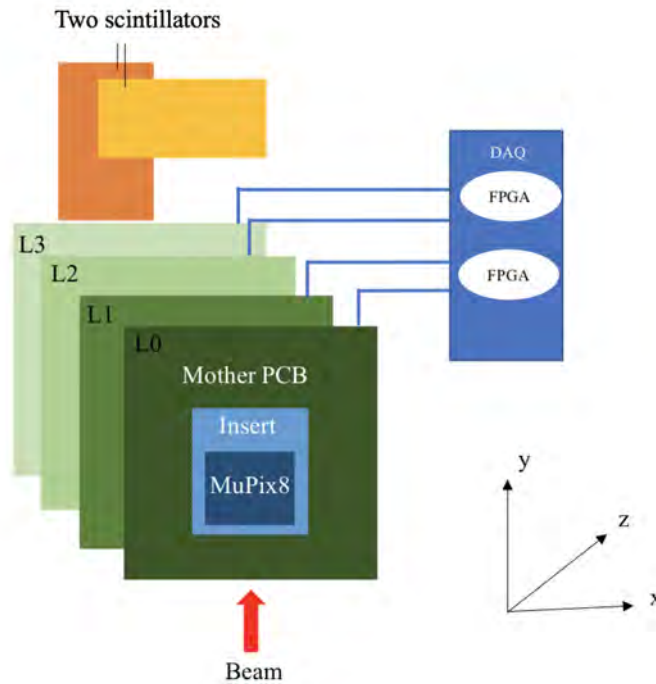 Two scintillators
DAQ
FPGA
FPGA
L3
L2
L1
L0
Mother PCB
Insert
MuPix8
y
z
x
Beam